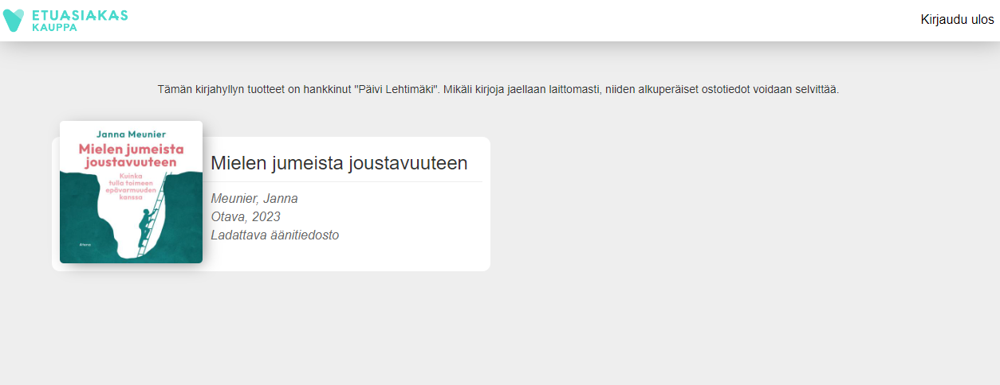 ETUASIAKAS
KAUPPA
Kirjaudu ulos
Tämän kirjahyllyn tuotteet on hankkinut "Päivi Lehtimäki". Mikäli kirjoja jaellaan laittomasti, niiden alkuperäiset ostotiedot voidaan selvittää.
Janna Meunier
Mielen jumeista
joustavuuteen
Kuinka
tulla toimeen
epävarmuuden
kanssa
Atena
Mielen jumeista joustavuuteen
Meunier, Janna
Otava, 2023
Ladattava äänitiedosto